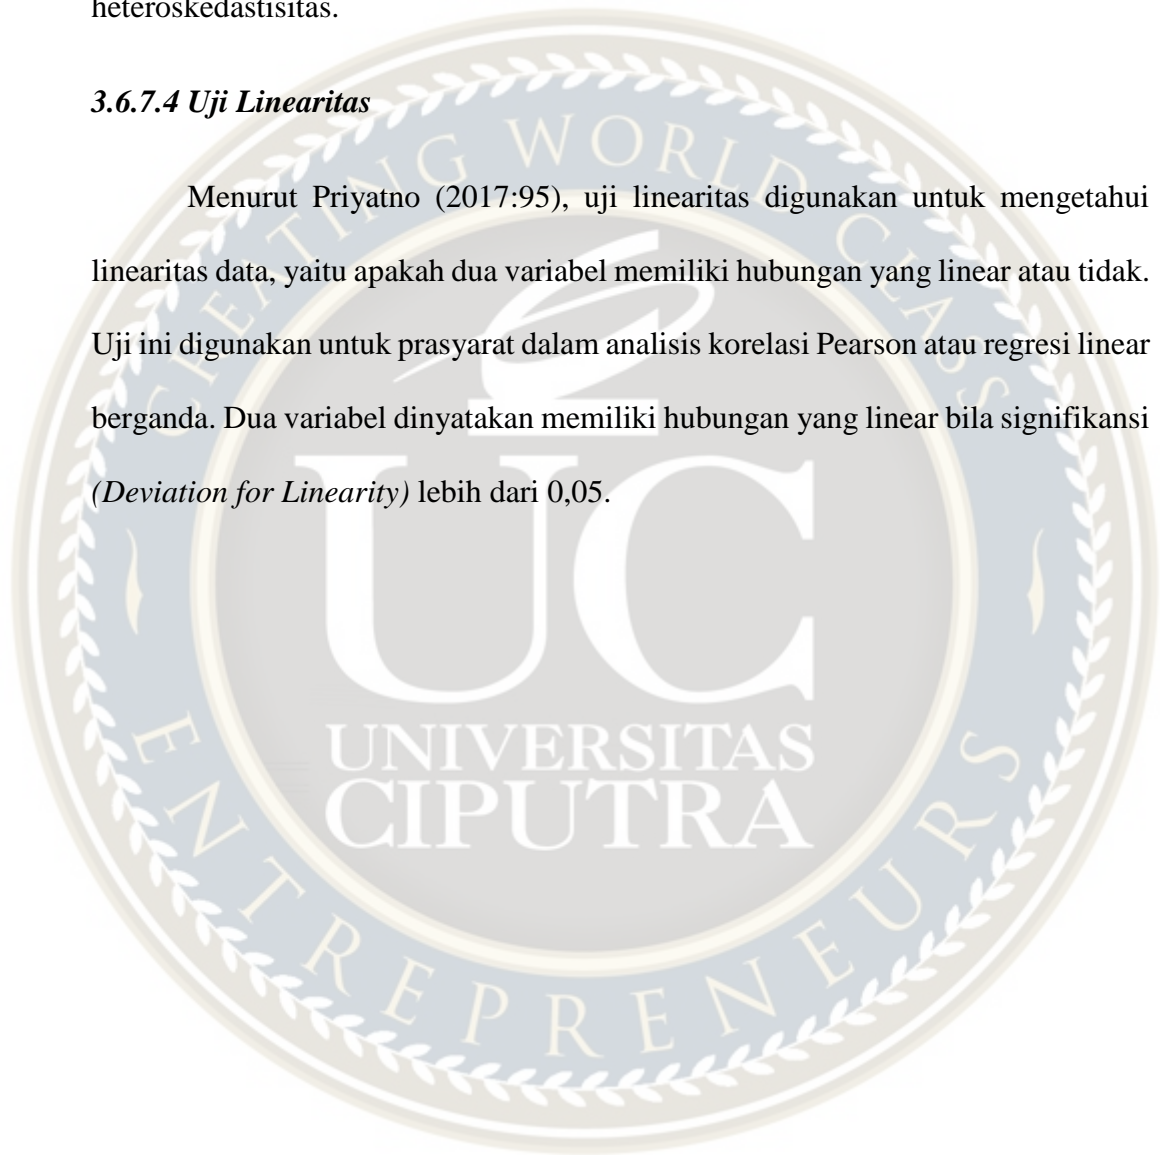 heteroskedastisitas.
3.6.7.4 Uji Linearitas
Menurut Priyatno (2017:95), uji linearitas digunakan untuk mengetahui
linearitas data, yaitu apakah dua variabel memiliki hubungan yang linear atau tidak.
Uji ini digunakan untuk prasyarat dalam analisis korelasi Pearson atau regresi linear
berganda. Dua variabel dinyatakan memiliki hubungan yang linear bila signifikansi
(Deviation for Linearity) lebih dari 0,05.
CREATING WORLD CLASS
UC
UNIVERSITAS
CIPUTRA
ENTREPRENEURS